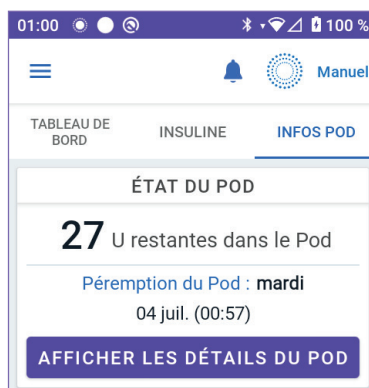 01:00 100 %
Manuel
TABLEAU DE
BORD
INSULINE
INFOS POD
ÉTAT DU POD
27 U restantes dans le Pod
Péremption du Pod : mardi
04 juil. (00:57)
AFFICHER LES DÉTAILS DU POD